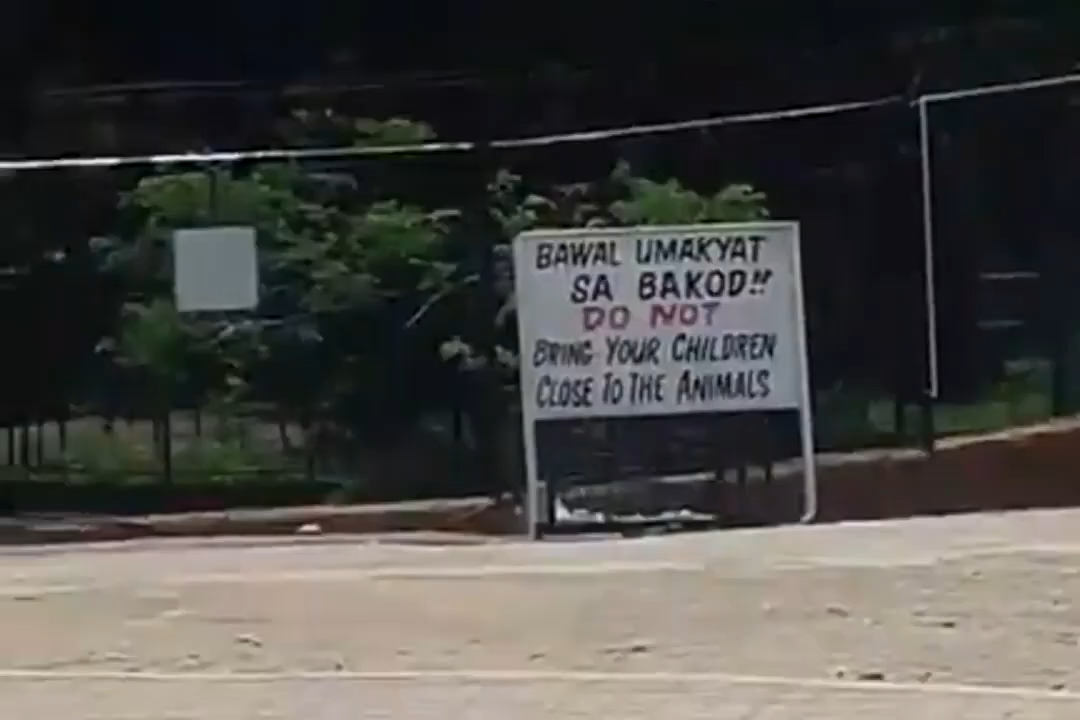 BAWAL UMAKYAT
SA BAKOD!!
DO NOT
BRING YOUR CHILDREN
CLOSE TO THE ANIMALS